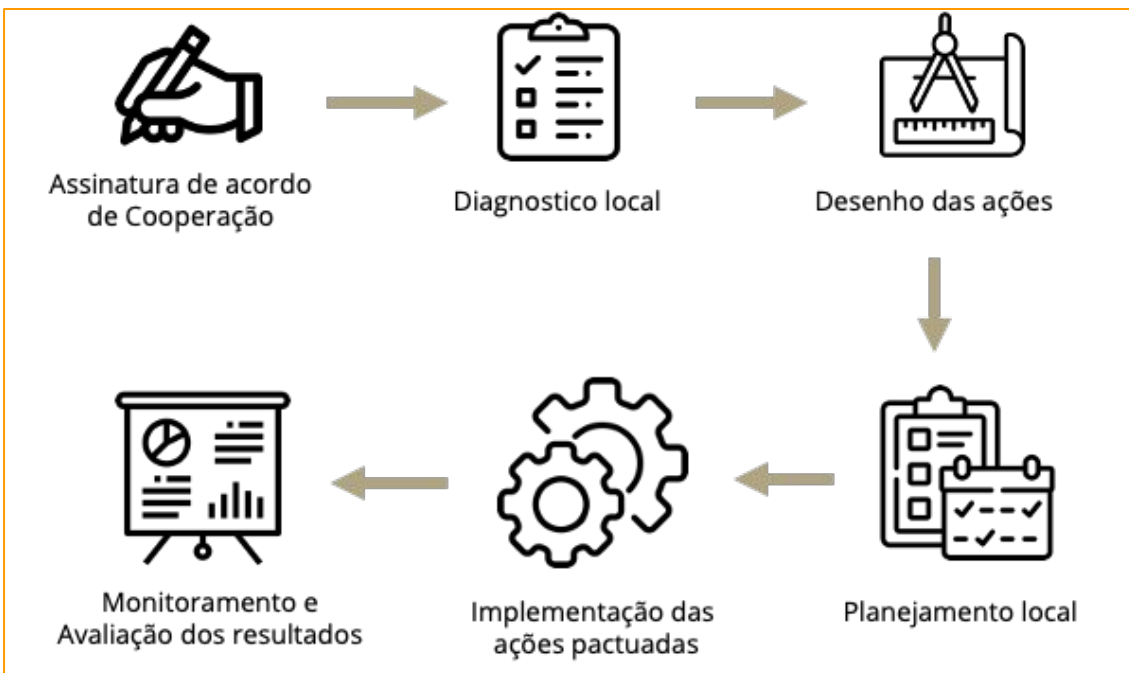 Assinatura de acordo
de Cooperação
Diagnostico local
Desenho das ações
Planejamento local
Implementação das
ações pactuadas
Monitoramento e
Avaliação dos resultados